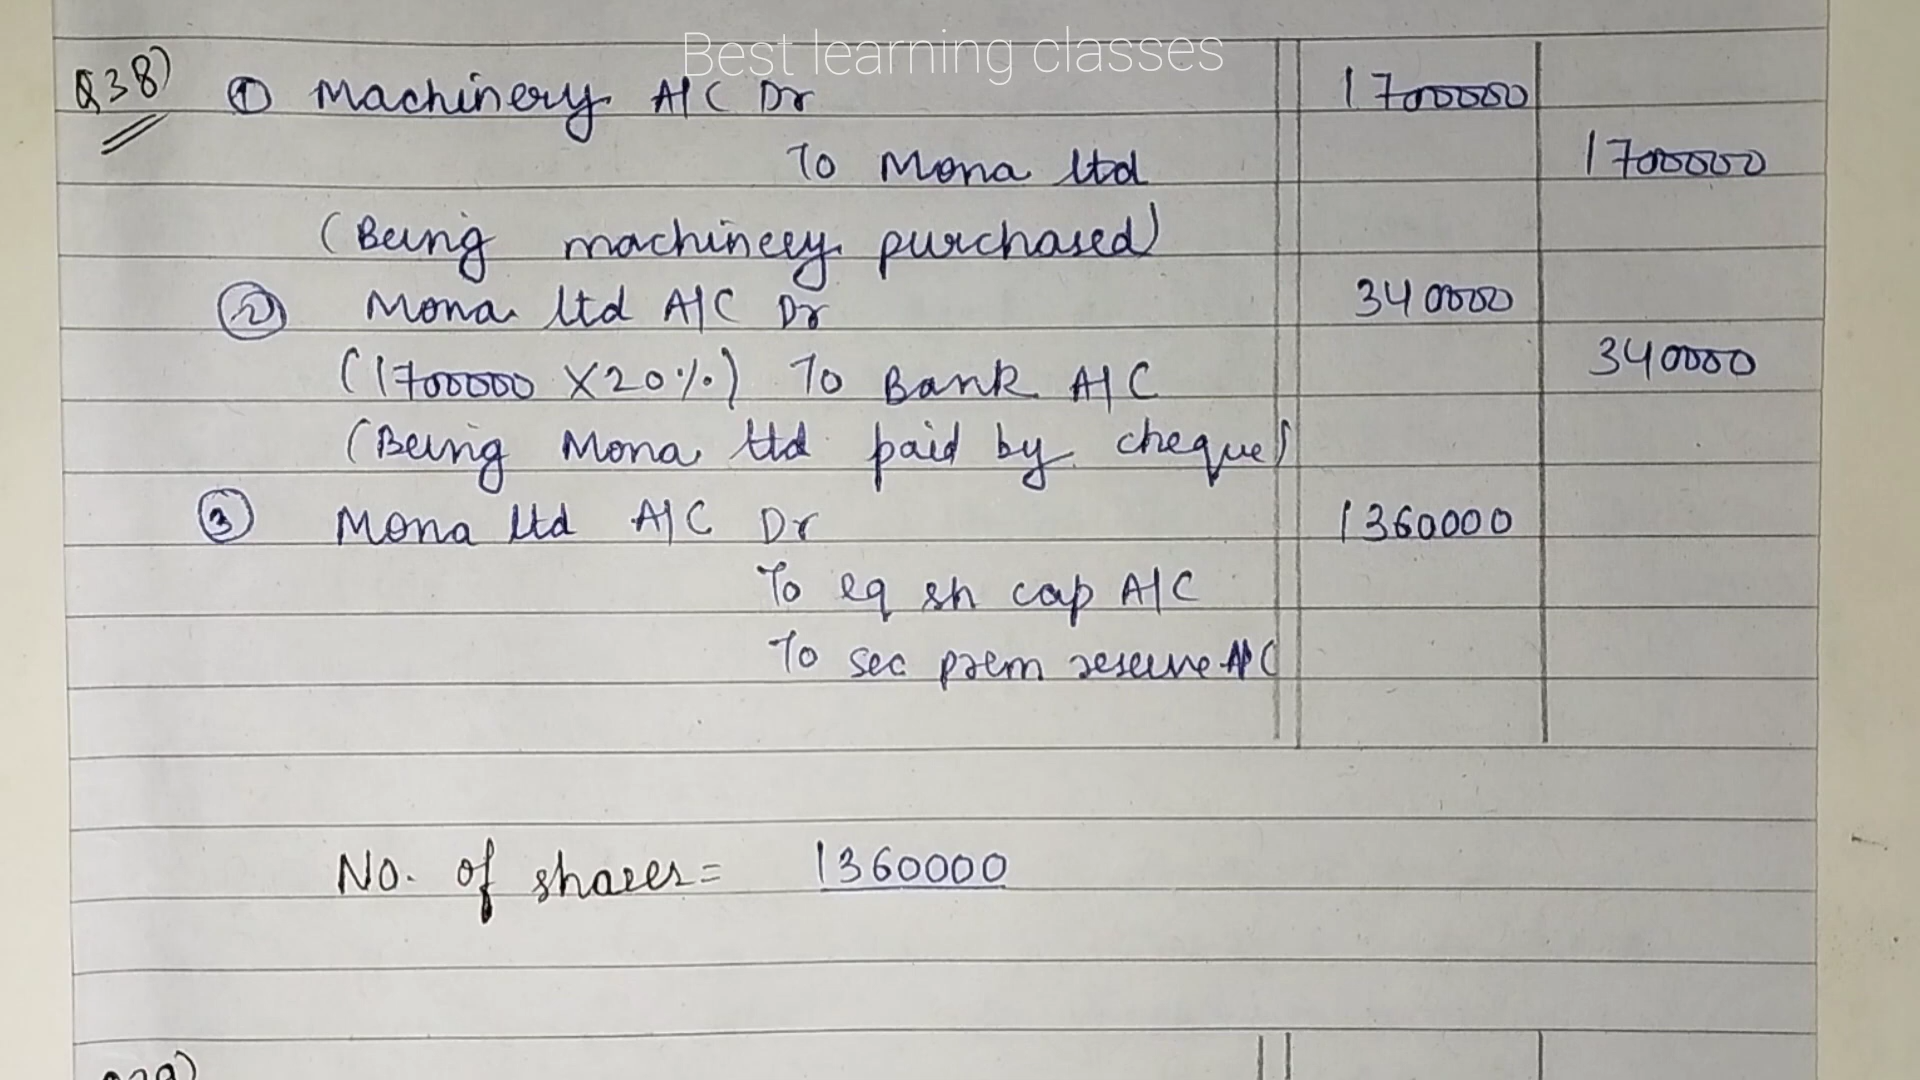 Best learning classes
Q38) ① Machinery A/C Dr 1700000
To Mona ltd 1700000
(Being machinery purchased)
② Mona ltd A/C Dr 340000
(1700000 X20%) To Bank A/C 340000
(Being Mona ltd paid by cheque)
③ Mona ltd A/C Dr 1360000
To eq sh cap A/C
To sec prem reserve A/C
No. of shares= 1360000